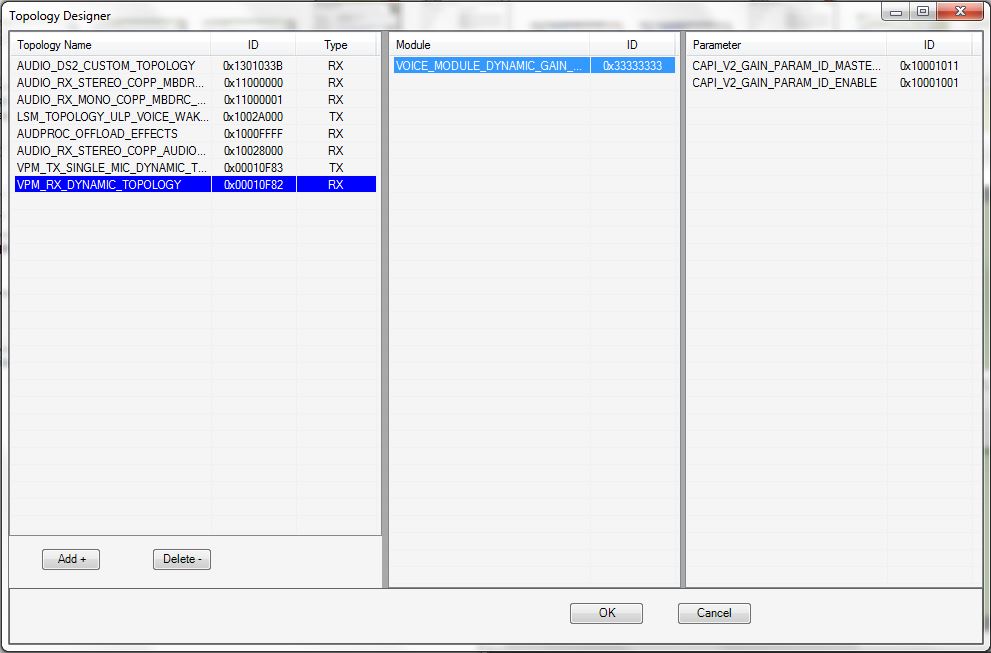 Topology Designer
Topology Name ID Type
AUDIO_DS2_CUSTOM_TOPOLOGY 0x1301033B RX
AUDIO_RX_STEREO_COPP_MBDR... 0x11000000 RX
AUDIO_RX_MONO_COPP_MBDRC_... 0x11000001 RX
LSM_TOPOLOGY_ULP_VOICE_WAK... 0x1002A000 TX
AUDPROC_OFFLOAD_EFFECTS 0x1000FFFF RX
AUDIO_RX_STEREO_COPP_AUDIO... 0x10028000 RX
VPM_TX_SINGLE_MIC_DYNAMIC_T... 0x00010F83 TX
VPM_RX_DYNAMIC_TOPOLOGY 0x00010F82 RX
Add + Delete -
Module ID
VOICE_MODULE_DYNAMIC_GAIN_... 0x33333333
Parameter ID
CAPI_V2_GAIN_PARAM_ID_MASTE... 0x10001011
CAPI_V2_GAIN_PARAM_ID_ENABLE 0x10001001
OK Cancel